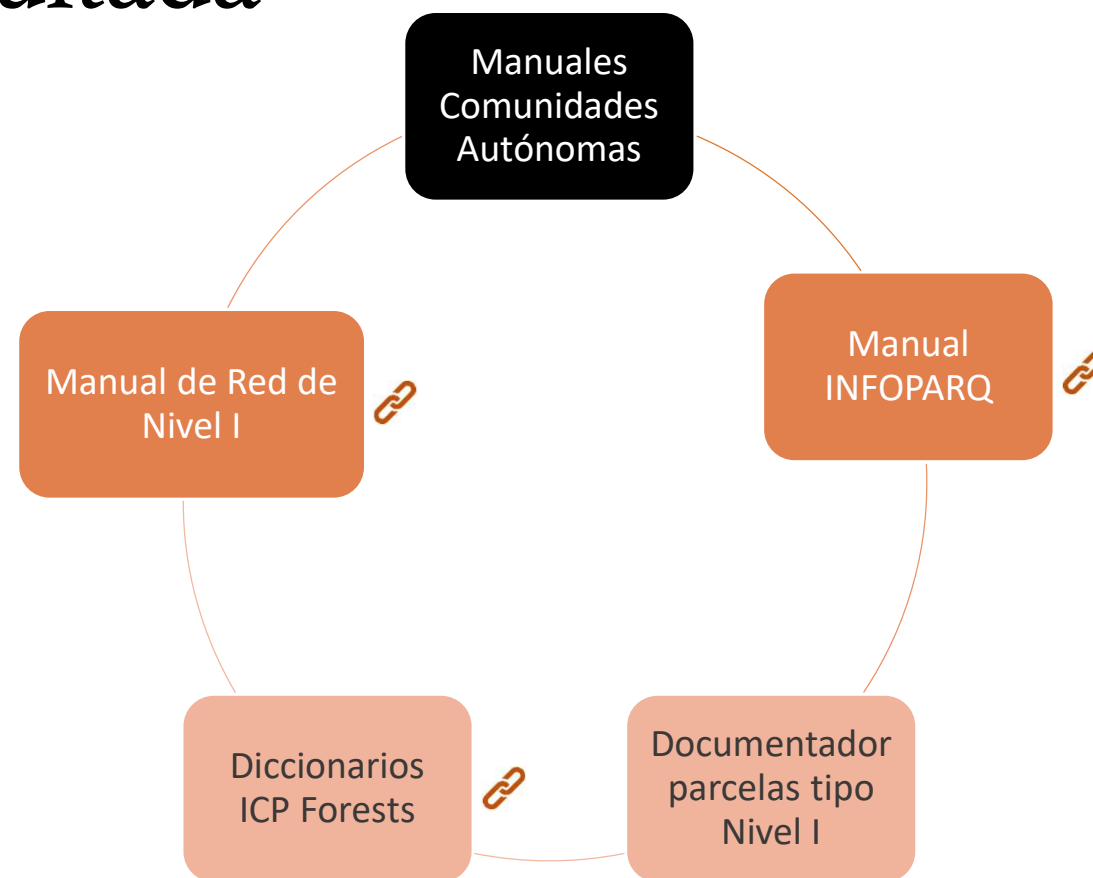 Manuales
Comunidades
Autónomas
Manual
INFOPARQ
Manual de Red de
Nivel I
Diccionarios
ICP Forests
Documentador
parcelas tipo
Nivel I